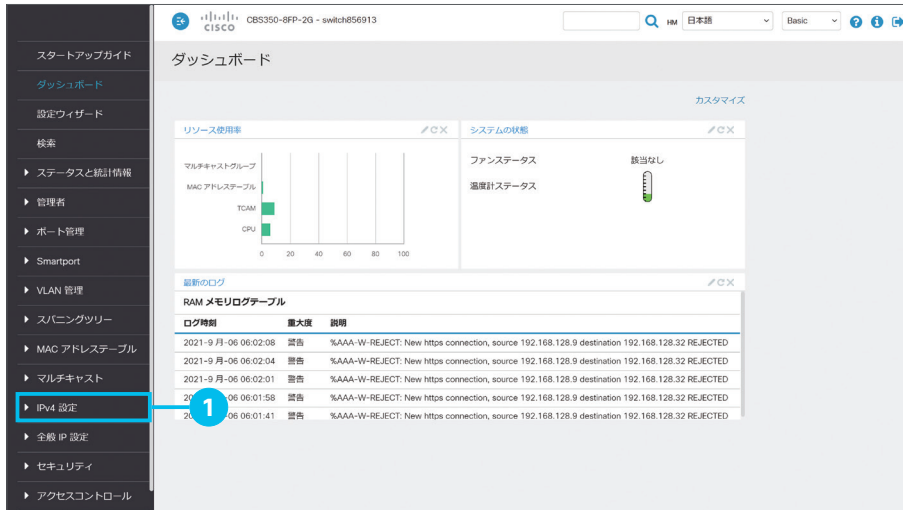 CISCO
CBS350-8FP-2G - switch856913
HM
日本語
Basic
スタートアップガイド
ダッシュボード
設定ウィザード
検索
ステータスと統計情報
管理者
ポート管理
Smartport
VLAN 管理
スパニングツリー
MAC アドレステーブル
マルチキャスト
IPv4 設定
全般 IP 設定
セキュリティ
アクセスコントロール
1
ダッシュボード
カスタマイズ
リソース使用率
マルチキャストグループ
MAC アドレステーブル
TCAM
CPU
0 20 40 60 80 100
システムの状態
ファンステータス 該当なし
温度計ステータス
最新のログ
RAM メモリログテーブル
ログ時刻 重大度 説明
2021-9 月-06 06:02:08 警告 %AAA-W-REJECT: New https connection, source 192.168.128.9 destination 192.168.128.32 REJECTED
2021-9 月-06 06:02:04 警告 %AAA-W-REJECT: New https connection, source 192.168.128.9 destination 192.168.128.32 REJECTED
2021-9 月-06 06:02:01 警告 %AAA-W-REJECT: New https connection, source 192.168.128.9 destination 192.168.128.32 REJECTED
06:01:58 警告 %AAA-W-REJECT: New https connection, source 192.168.128.9 destination 192.168.128.32 REJECTED
06:01:41 警告 %AAA-W-REJECT: New https connection, source 192.168.128.9 destination 192.168.128.32 REJECTED